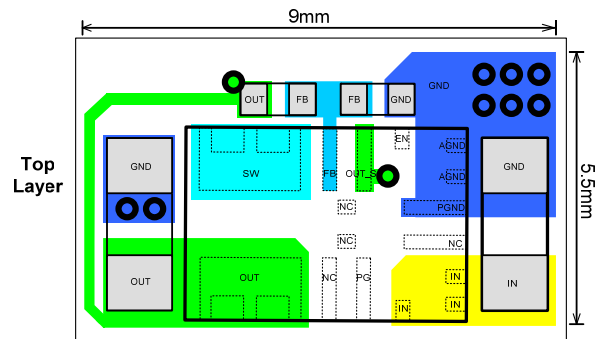 9mm
OUT
FB
FB
GND
GND
EN
AGND
GND
GND
SW
FB
OUT_S
AGND
Top
Layer
5.5mm
NC
PGND
NC
NC
OUT
OUT
NC
PG
IN
IN
IN
IN